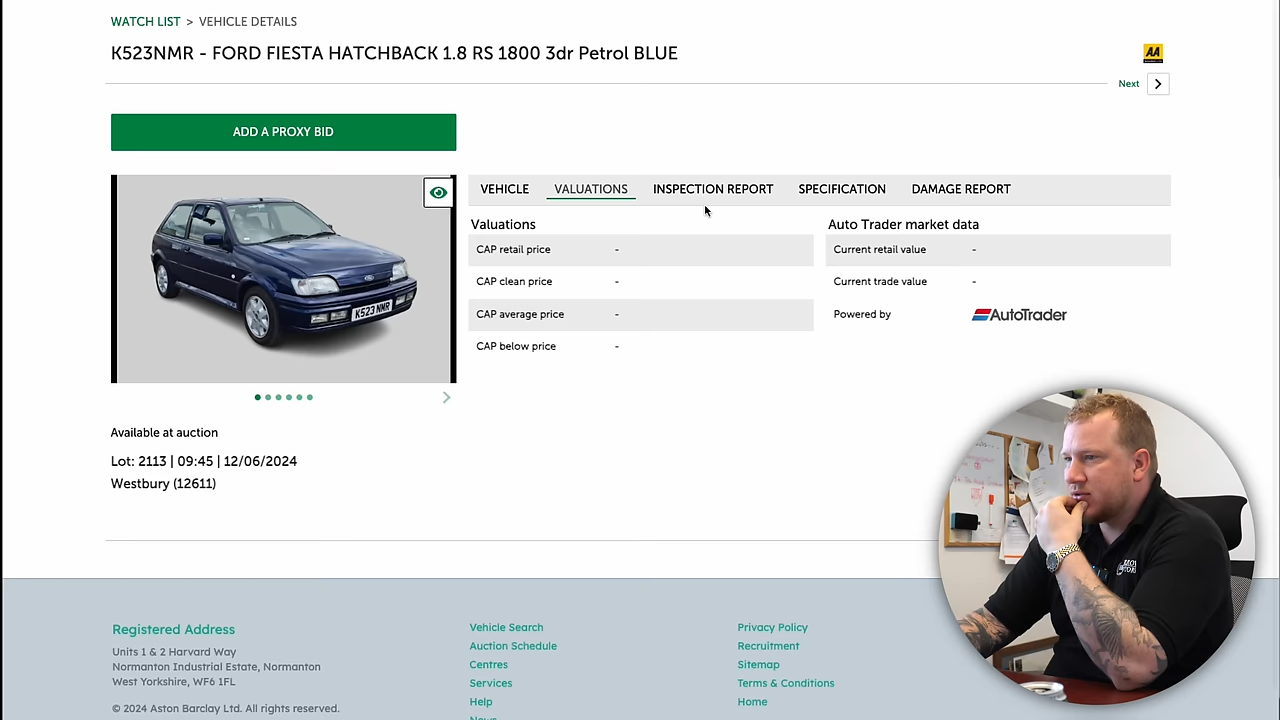 WATCH LIST > VEHICLE DETAILS
K523NMR - FORD FIESTA HATCHBACK 1.8 RS 1800 3dr Petrol BLUE
AA
Next
ADD A PROXY BID
VEHICLE VALUATIONS INSPECTION REPORT SPECIFICATION DAMAGE REPORT
K523 NMR
Valuations
CAP retail price -
CAP clean price -
CAP average price -
CAP below price -
Auto Trader market data
Current retail value -
Current trade value -
Powered by AutoTrader
Available at auction
Lot: 2113 | 09:45 | 12/06/2024
Westbury (12611)
Registered Address
Units 1 & 2 Harvard Way
Normanton Industrial Estate, Normanton
West Yorkshire, WF6 1FL
© 2024 Aston Barclay Ltd. All rights reserved.
Vehicle Search
Auction Schedule
Centres
Services
Help
News
Privacy Policy
Recruitment
Sitemap
Terms & Conditions
Home